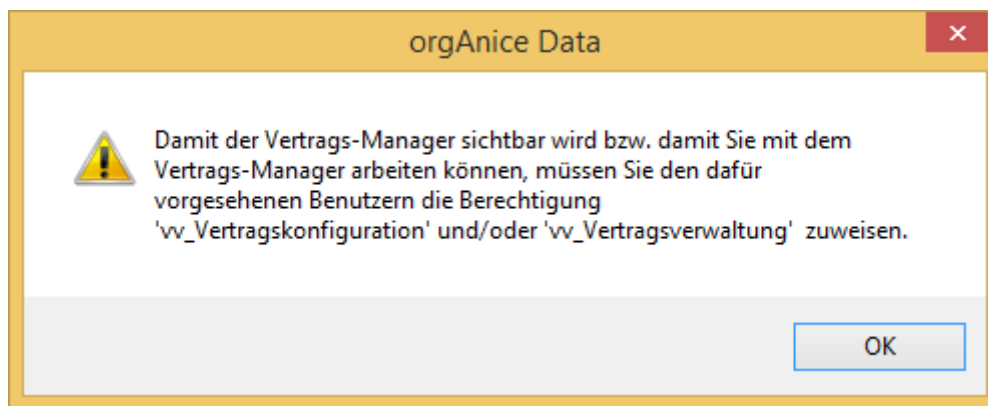 orgAnice Data
Damit der Vertrags-Manager sichtbar wird bzw. damit Sie mit dem
Vertrags-Manager arbeiten können, müssen Sie den dafür
vorgesehenen Benutzern die Berechtigung
'vv_Vertragskonfiguration' und/oder 'vv_Vertragsverwaltung' zuweisen.
OK